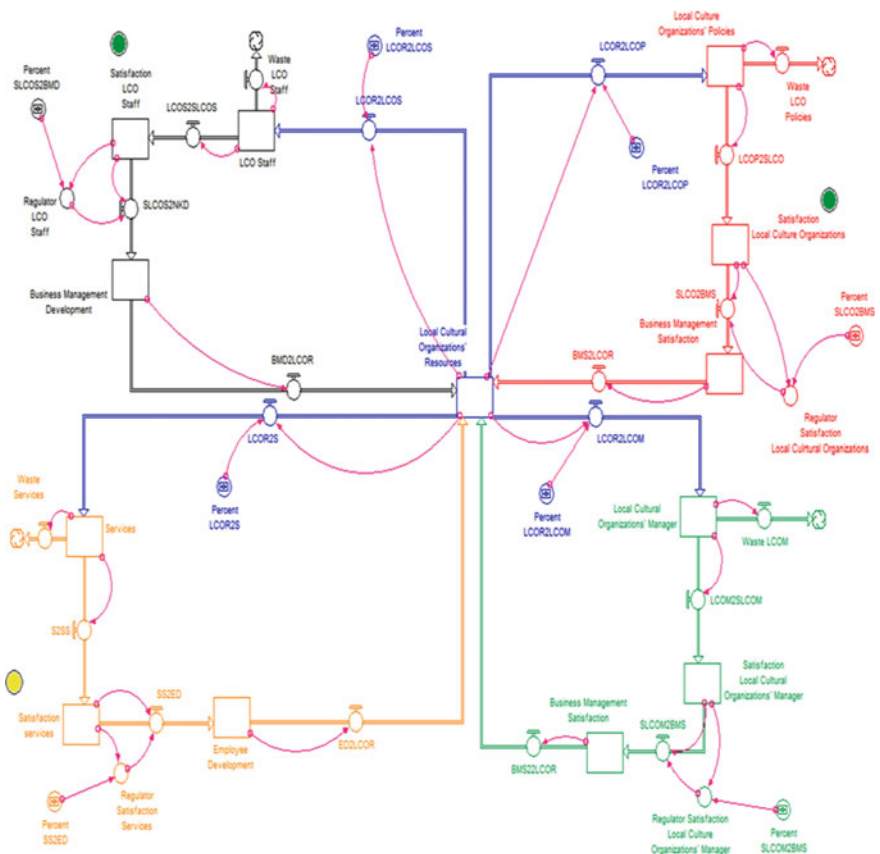 Percent
SLCOS2BMD
Satisfaction
LCO
Staff
LCOS2SLCOS
Waste
LCO
Staff
LCO Staff
Percent
LCOR2LCOS
LCOR2LCOS
Regulator
LCO
Staff
SLCOS2NKD
Business Management
Development
BMD2LCOR
Local Cultural
Organizations'
Resources
LCOR2LCOP
Percent
LCOR2LCOP
Local Culture
Organizations' Policies
Waste
LCO
Policies
LCOP2SLCO
Satisfaction
Local Culture Organizations
SLCO2BMS
Business Management
Satisfaction
Percent
SLCO2BMS
BMS2LCOR
Regulator
Satisfaction
Local Cuirtural Organizations
LCOR2S
Percent
LCOR2S
LCOR2LCOM
Percent
LCOR2LCOM
Waste
Services
Services
S2SS
Satisfaction
services
SS2ED
Employee
Development
ED2LCOR
Percent
SS2ED
Regulator
Satisfaction
Services
Local Cultural
Organizations' Manager
Waste LCOM
LCOM2SLCOM
Satisfaction
Local Cultural
Organizations' Manager
Business Management
Satisfaction
SLCOM2BMS
BMS22LCOR
Regulator Satisfaction
Local Culture
Organizations' Manager
Percent
SLCOM2BMS